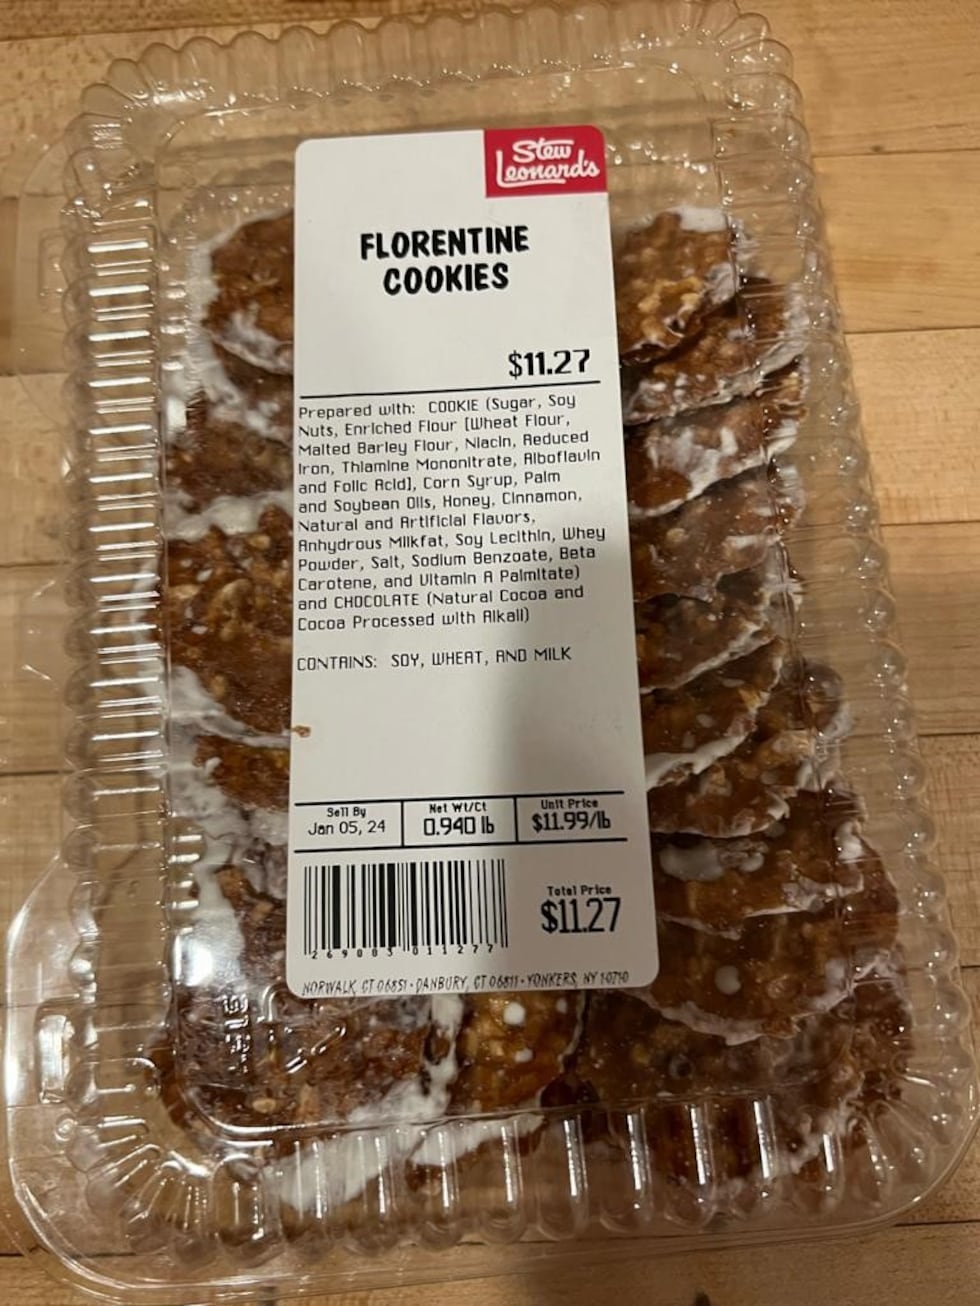 Stew
Leonard's
FLORENTINE
COOKIES
$11.27
Prepared with: COOKIE (Sugar, Soy
Nuts, Enriched Flour [Wheat Flour,
Malted Barley Flour, Niacin, Reduced
Iron, Thiamine Mononitrate, Riboflavin
and Folic Acid], Corn Syrup, Palm
and Soybean Oils, Honey, Cinnamon,
Natural and Artificial Flavors,
Anhydrous Milkfat, Soy Lecithin, Whey
Powder, Salt, Sodium Benzoate, Beta
Carotene, and Vitamin A Palmitate)
and CHOCOLATE (Natural Cocoa and
Cocoa Processed with Alkali)
CONTAINS: SOY, WHEAT, AND MILK
Sell By Net Wt/Ct Unit Price
Jan 05, 24 0.940 lb $11.99/lb
Total Price
$11.27
2 69083 01127 7
NORWALK, CT 06851 • DANBURY, CT 06811 • YONKERS, NY 10710